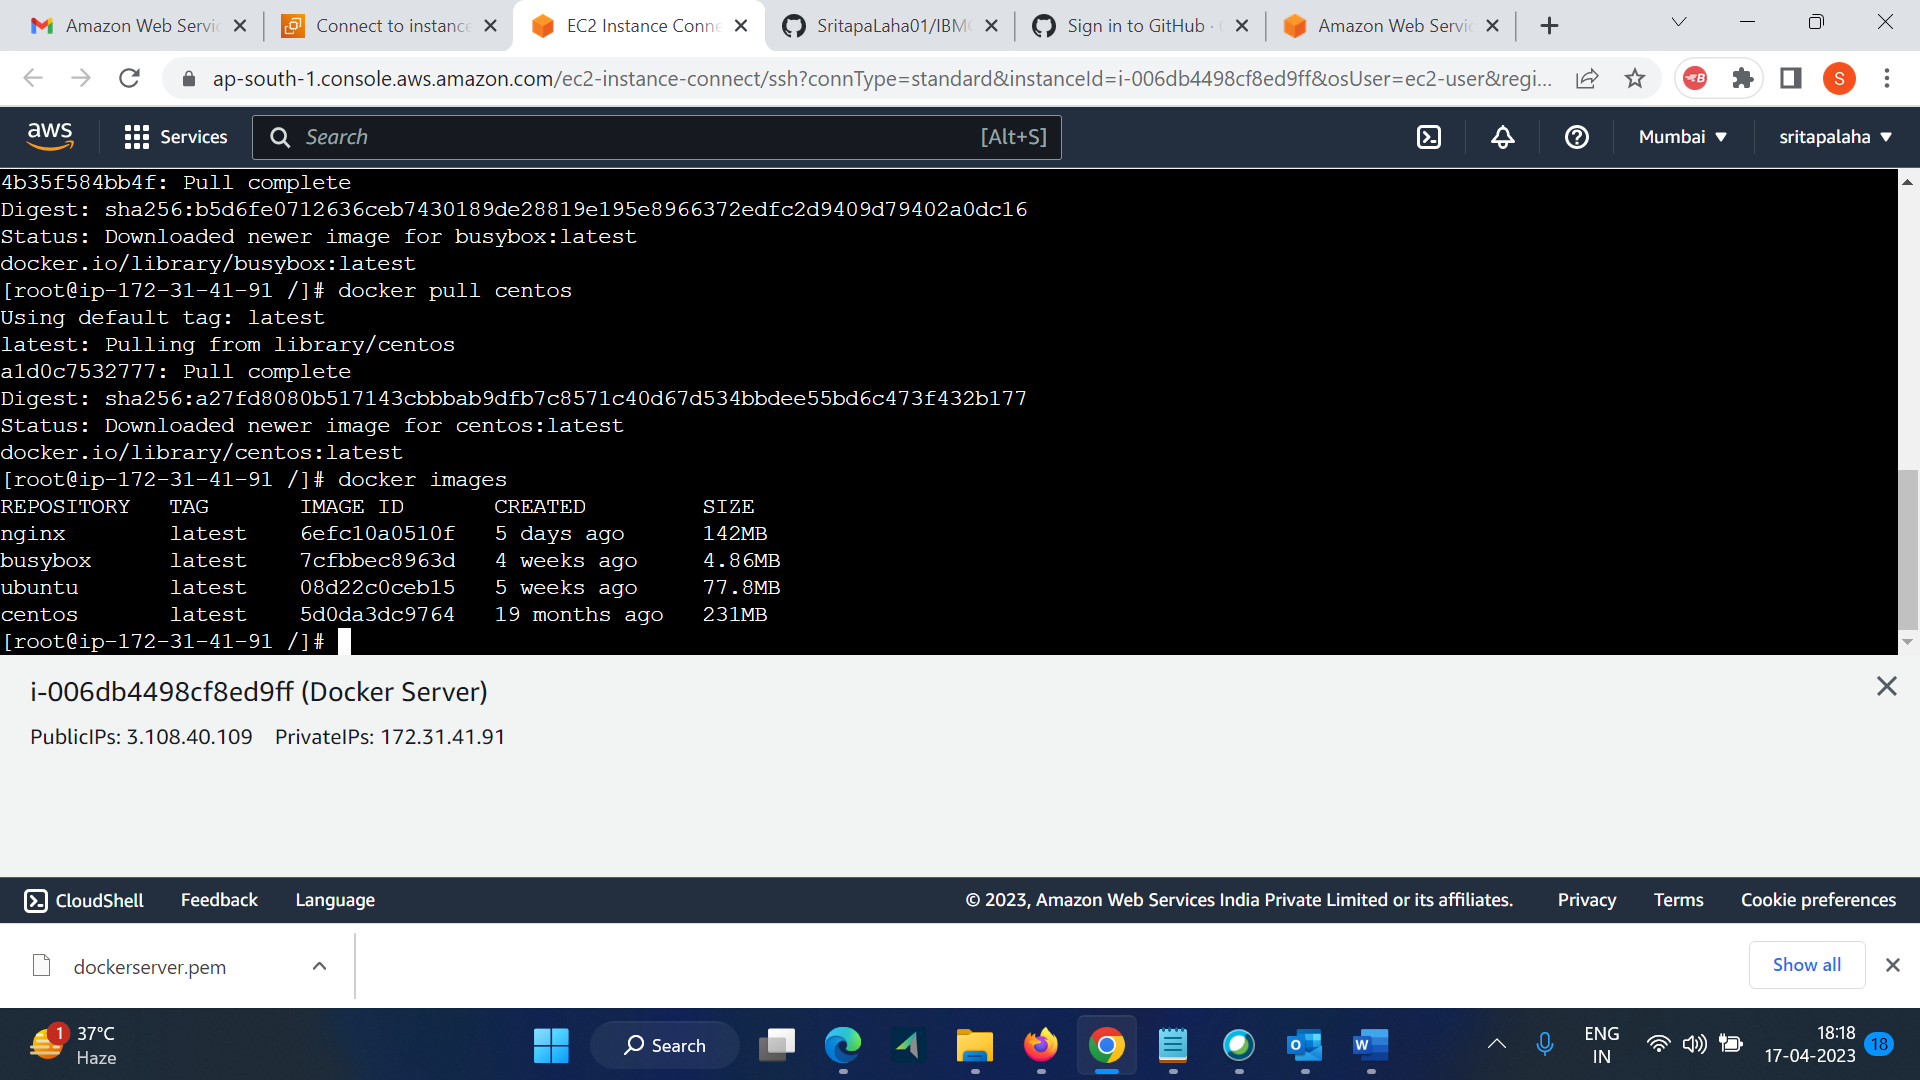 Amazon Web Servic
Connect to instance
EC2 Instance Conne
SritapaLaha01/IBM
Sign in to GitHub ·
Amazon Web Servic
ap-south-1.console.aws.amazon.com/ec2-instance-connect/ssh?connType=standard&instanceId=i-006db4498cf8ed9ff&osUser=ec2-user&regi...
B
S
aws
Services
Search
[Alt+S]
Mumbai
sritapalaha
4b35f584bb4f: Pull complete
Digest: sha256:b5d6fe0712636ceb7430189de28819e195e8966372edfc2d9409d79402a0dc16
Status: Downloaded newer image for busybox:latest
docker.io/library/busybox:latest
[root@ip-172-31-41-91 /]# docker pull centos
Using default tag: latest
latest: Pulling from library/centos
a1d0c7532777: Pull complete
Digest: sha256:a27fd8080b517143cbbbab9dfb7c8571c40d67d534bbdee55bd6c473f432b177
Status: Downloaded newer image for centos:latest
docker.io/library/centos:latest
[root@ip-172-31-41-91 /]# docker images
REPOSITORY TAG IMAGE ID CREATED SIZE
nginx latest 6efc10a0510f 5 days ago 142MB
busybox latest 7cfbbec8963d 4 weeks ago 4.86MB
ubuntu latest 08d22c0ceb15 5 weeks ago 77.8MB
centos latest 5d0da3dc9764 19 months ago 231MB
[root@ip-172-31-41-91 /]#
i-006db4498cf8ed9ff (Docker Server)
PublicIPs: 3.108.40.109 PrivateIPs: 172.31.41.91
CloudShell
Feedback
Language
© 2023, Amazon Web Services India Private Limited or its affiliates.
Privacy
Terms
Cookie preferences
dockerserver.pem
Show all
1
37°C
Haze
Search
ENG
IN
18:18
17-04-2023
18